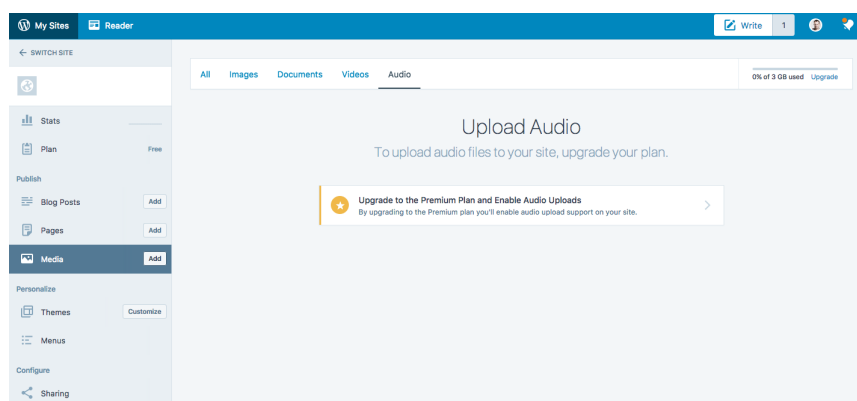 My Sites Reader Write 1
SWITCH SITE
All Images Documents Videos Audio 0% of 3 GB used Upgrade
Stats
Plan Free
Publish
Blog Posts Add
Pages Add
Media Add
Personalize
Themes Customize
Menus
Configure
Sharing
Upload Audio
To upload audio files to your site, upgrade your plan.
Upgrade to the Premium Plan and Enable Audio Uploads
By upgrading to the Premium plan you'll enable audio upload support on your site.